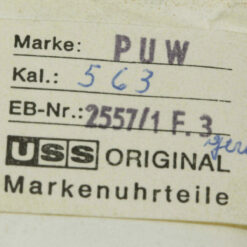 Marke: PUW
Kal.: 563
EB-Nr.: 2557/1 F.3
USS ORIGINAL
Markenuhrteile